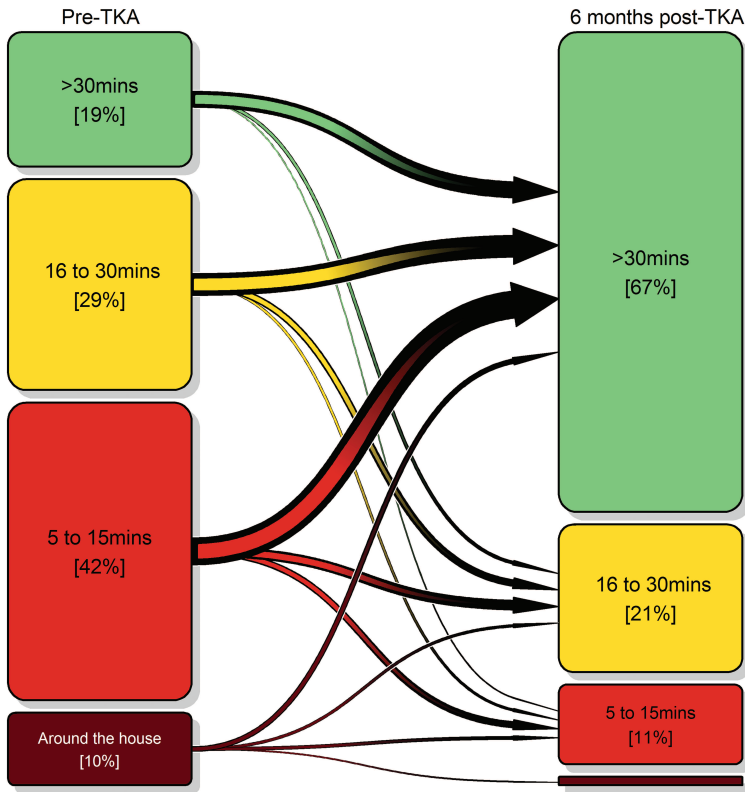 Pre-TKA
6 months post-TKA
>30mins
[19%]
16 to 30mins
[29%]
5 to 15mins
[42%]
Around the house
[10%]
>30mins
[67%]
16 to 30mins
[21%]
5 to 15mins
[11%]